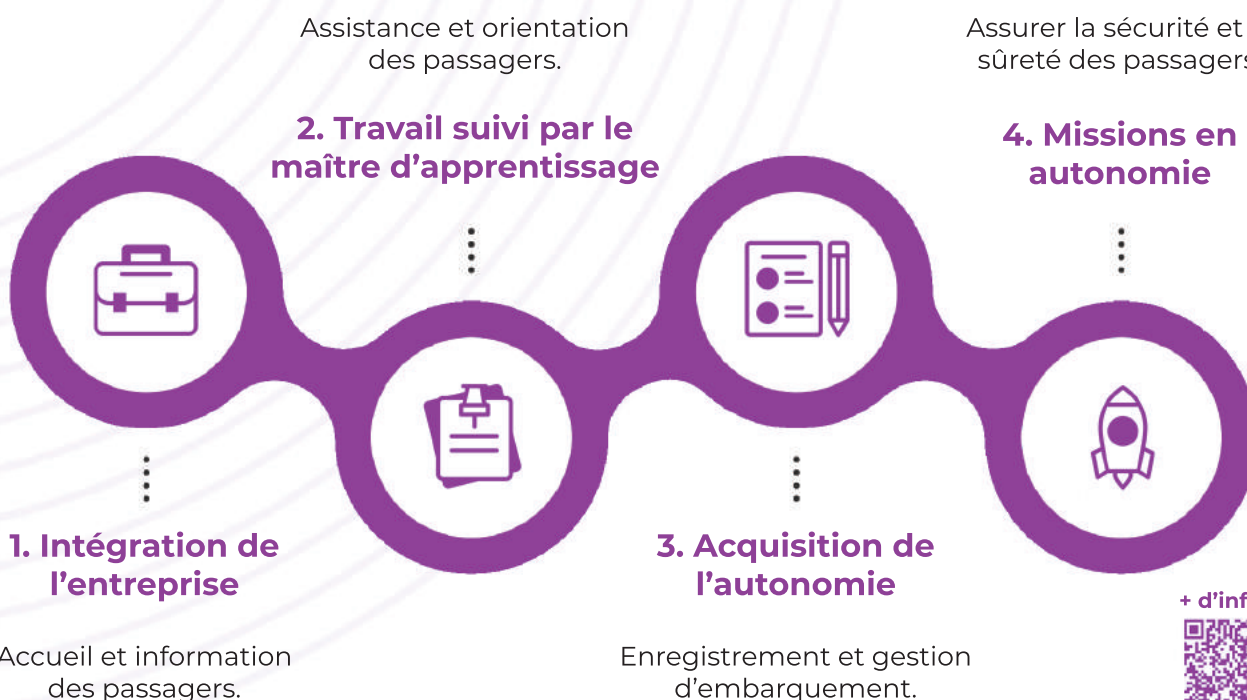 Assistance et orientation
des passagers.
2. Travail suivi par le
maître d'apprentissage
Assurer la sécurité et
sûreté des passagers
4. Missions en
autonomie
1. Intégration de
l'entreprise
Accueil et information
des passagers.
3. Acquisition de
l'autonomie
Enregistrement et gestion
d'embarquement.
+ d'inf